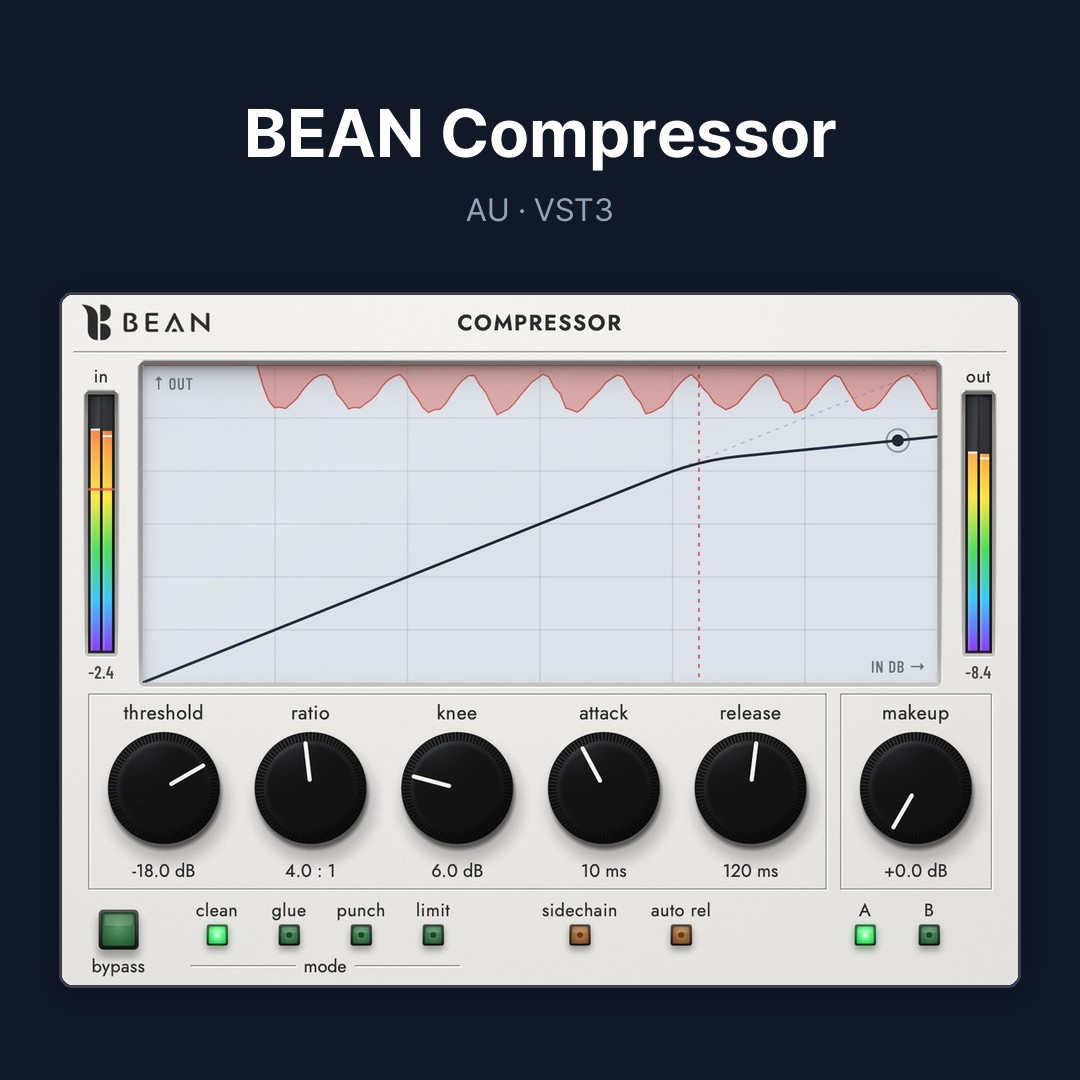 BEAN Compressor
AU · VST3
BEAN
COMPRESSOR
in
↑ OUT
out
IN DB →
-2.4
-8.4
threshold ratio knee attack release makeup
-18.0 dB 4.0 : 1 6.0 dB 10 ms 120 ms +0.0 dB
clean glue punch limit sidechain auto rel A B
bypass mode